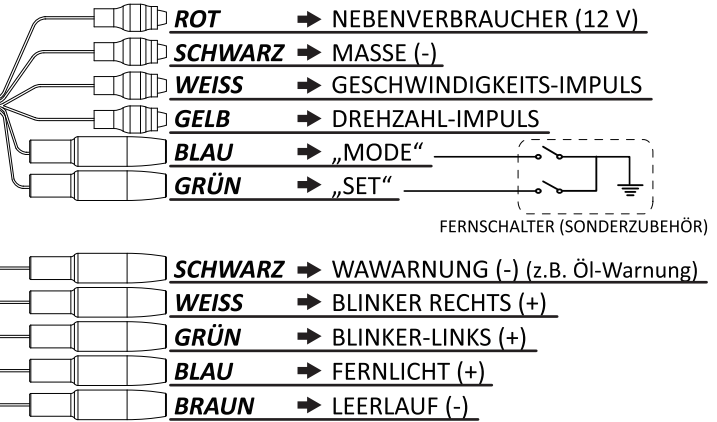 ROT ➡ NEBENVERBRAUCHER (12 V)
SCHWARZ ➡ MASSE (-)
WEISS ➡ GESCHWINDIGKEITS-IMPULS
GELB ➡ DREHZAHL-IMPULS
BLAU ➡ „MODE“
GRÜN ➡ „SET“
FERNSCHALTER (SONDERZUBEHÖR)
SCHWARZ ➡ WAWARNUNG (-) (z.B. Öl-Warnung)
WEISS ➡ BLINKER RECHTS (+)
GRÜN ➡ BLINKER-LINKS (+)
BLAU ➡ FERNLICHT (+)
BRAUN ➡ LEERLAUF (-)